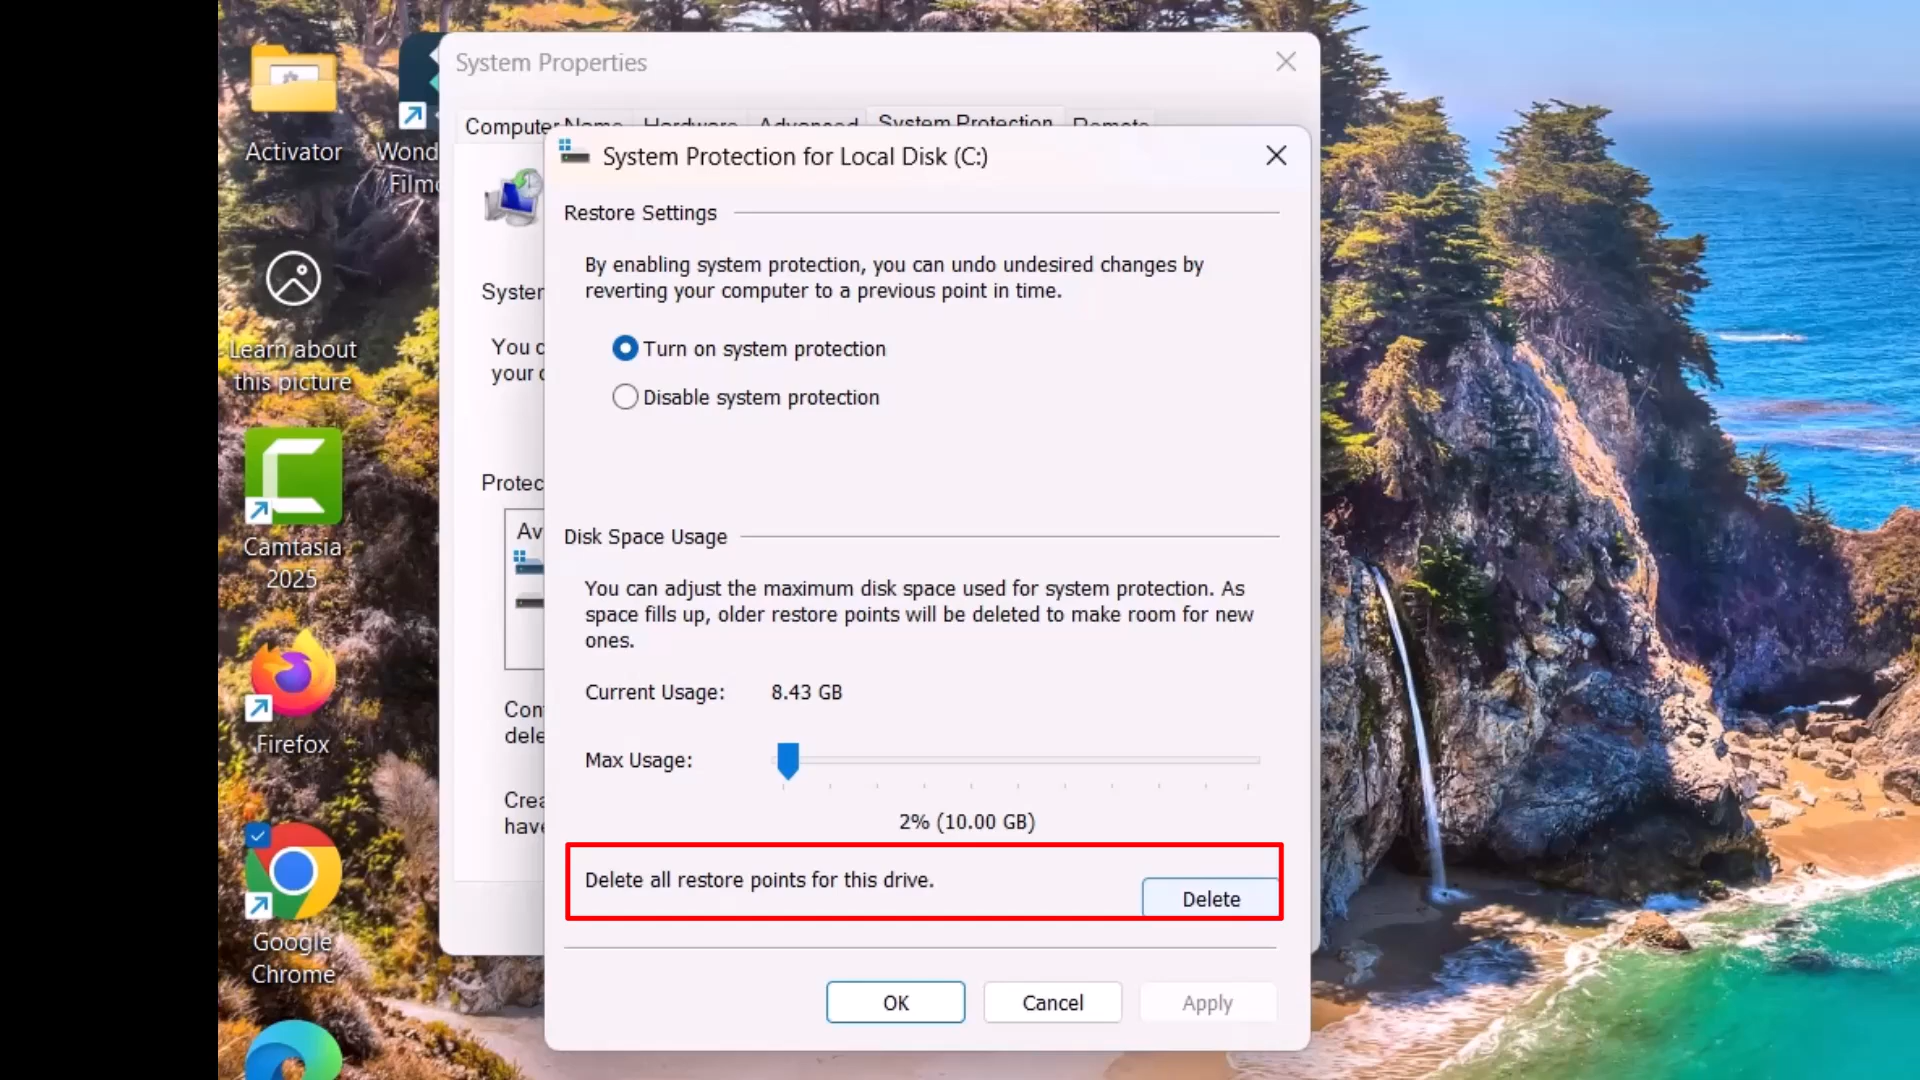 System Properties
Computer Name Hardware Advanced System Protection Remote
Activator
Wond
Filmo
System Protection for Local Disk (C:)
Restore Settings
By enabling system protection, you can undo undesired changes by
reverting your computer to a previous point in time.
Syster
You c
your c
Learn about
this picture
Turn on system protection
Disable system protection
Protec
Av
Disk Space Usage
Camtasia
2025
You can adjust the maximum disk space used for system protection. As
space fills up, older restore points will be deleted to make room for new
ones.
Current Usage: 8.43 GB
Con
dele
Firefox
Max Usage:
Crea
have
2% (10.00 GB)
Delete all restore points for this drive.
Delete
Google
Chrome
OK Cancel Apply